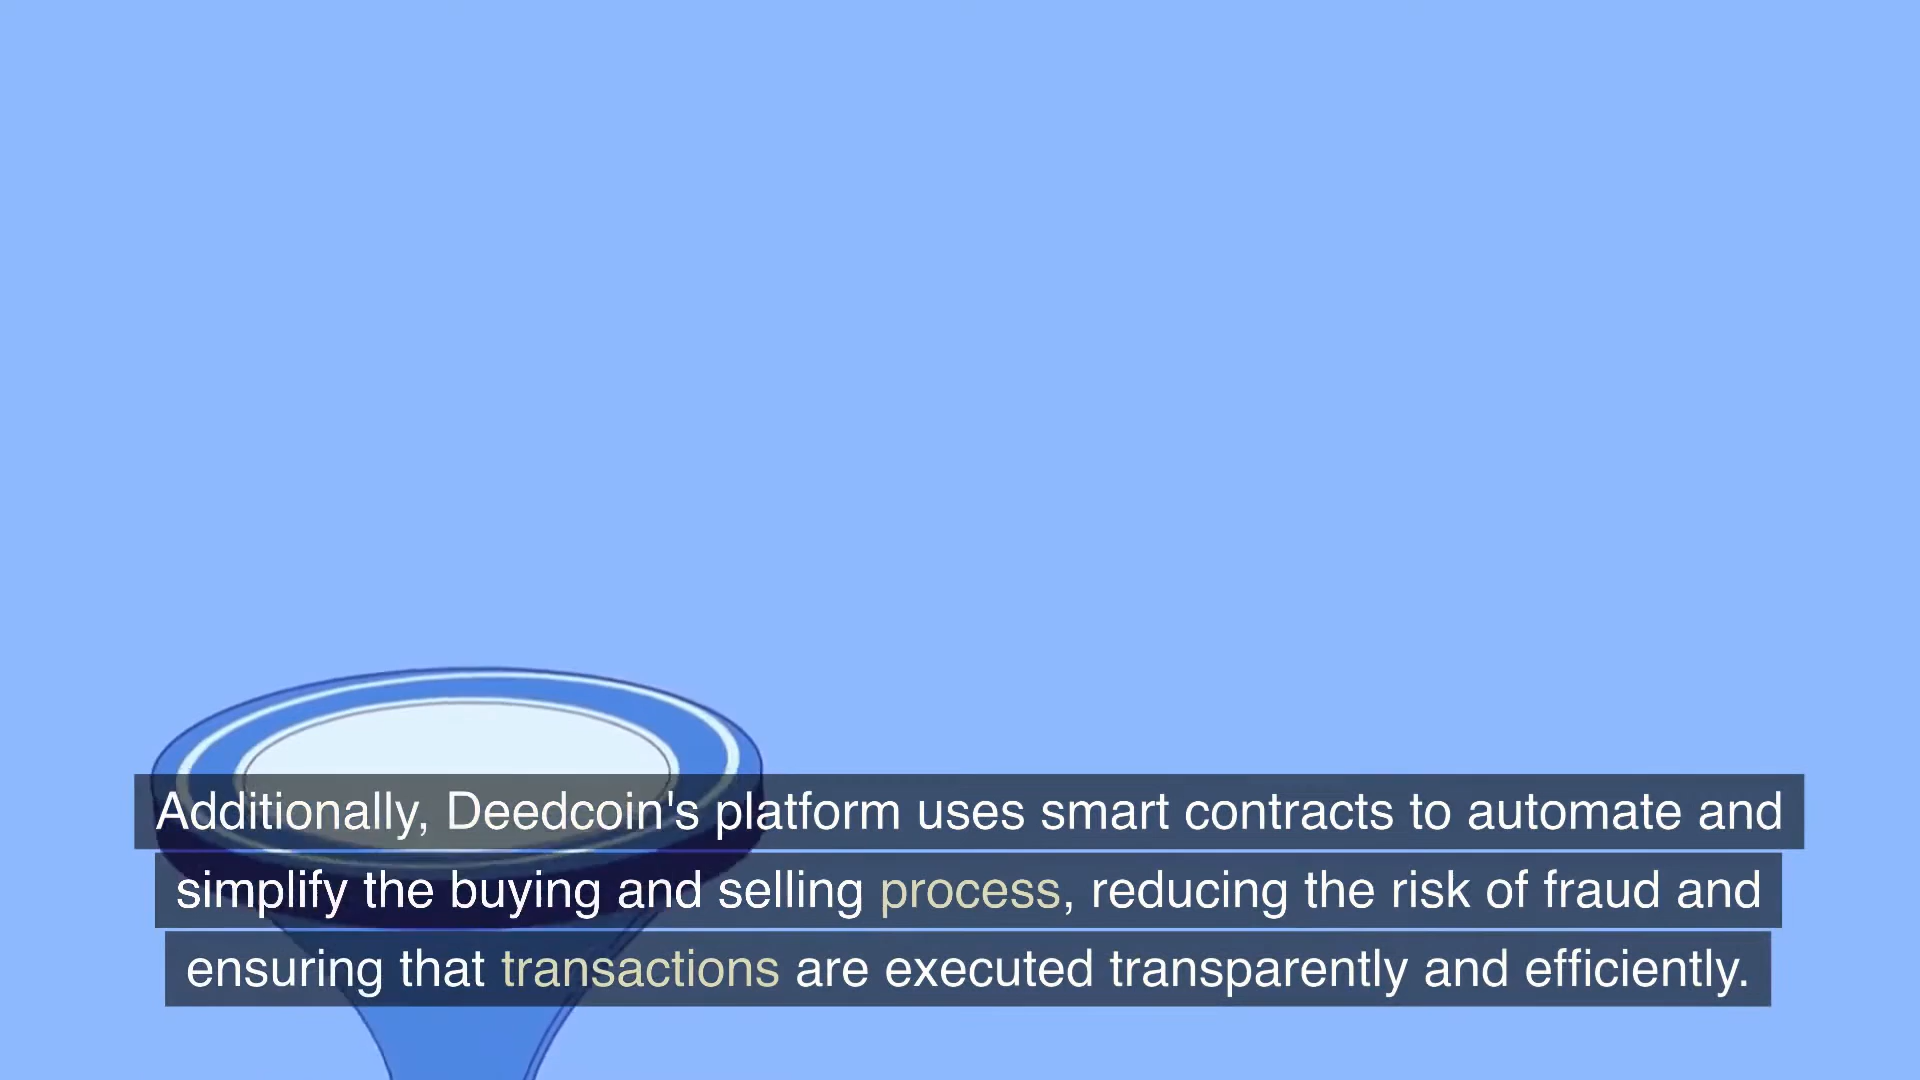 Additionally, Deedcoin's platform uses smart contracts to automate and
simplify the buying and selling process, reducing the risk of fraud and
ensuring that transactions are executed transparently and efficiently.